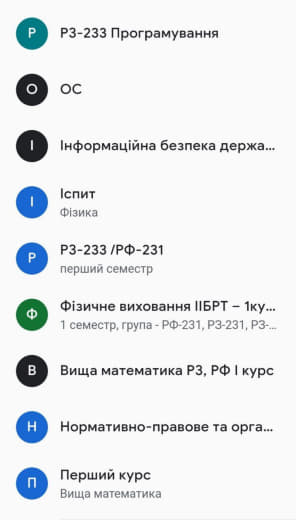 Р РЗ-233 Програмування
О ОС
І Інформаційна безпека держа...
І Іспит
Фізика
Р РЗ-233 /РФ-231
перший семестр
Ф Фізичне виховання ІІБРТ – 1ку...
1 семестр, група - РФ-231, РЗ-231, РЗ-...
В Вища математика РЗ, РФ І курс
Н Нормативно-правове та орга...
П Перший курс
Вища математика